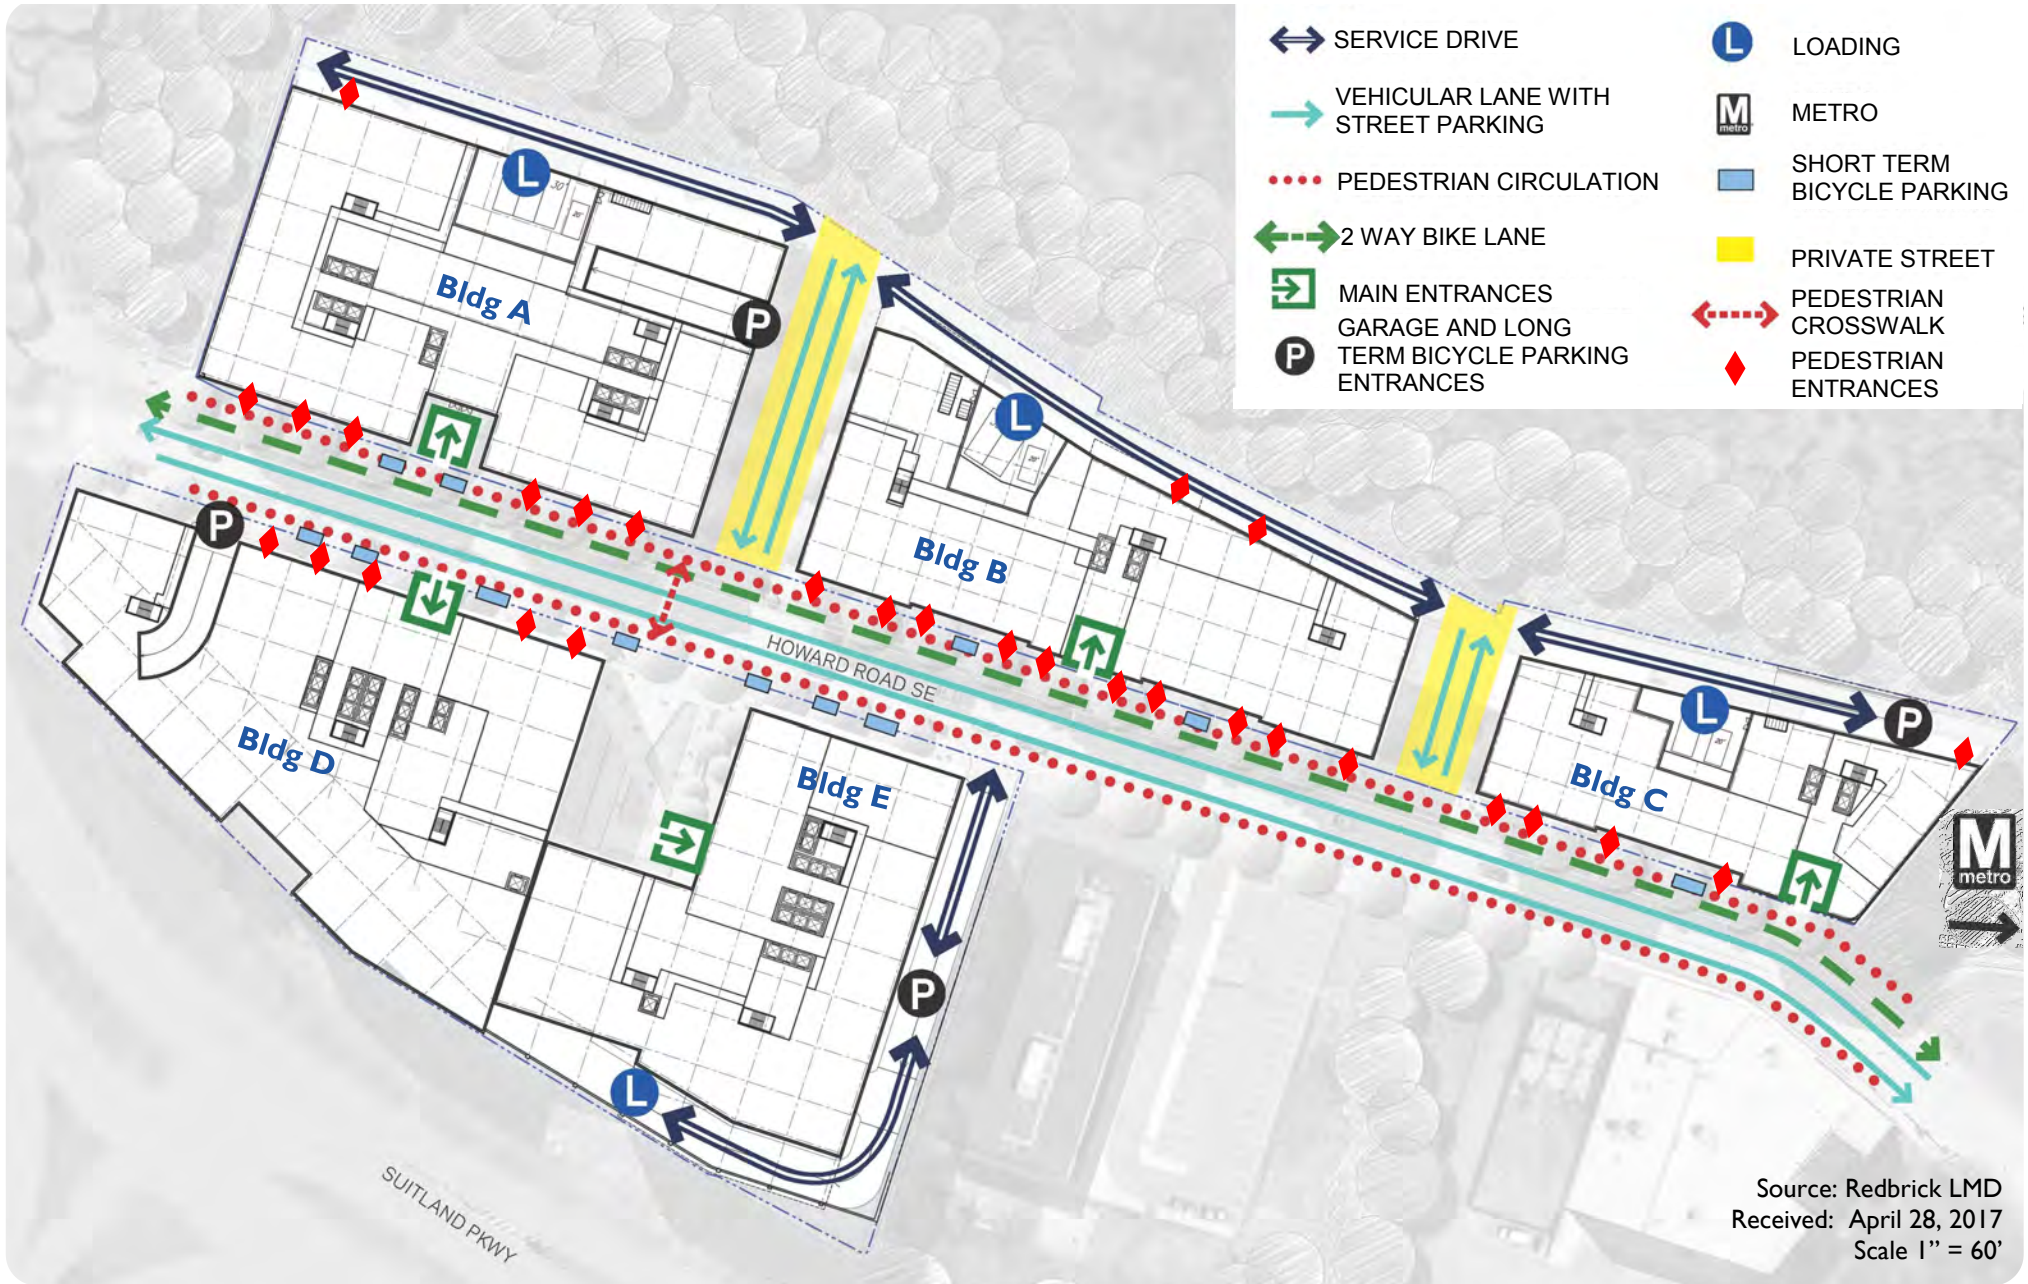 SERVICE DRIVE
VEHICULAR LANE WITH
STREET PARKING
PEDESTRIAN CIRCULATION
2 WAY BIKE LANE
MAIN ENTRANCES
P
GARAGE AND LONG
TERM BICYCLE PARKING
ENTRANCES
L
LOADING
M
metro
METRO
SHORT TERM
BICYCLE PARKING
PRIVATE STREET
PEDESTRIAN
CROSSWALK
PEDESTRIAN
ENTRANCES
L
30'
Bldg A
P
L
Bldg B
P
HOWARD ROAD SE
L
P
Bldg C
Bldg D
Bldg E
M
metro
P
L
SUITLAND PKWY
Source: Redbrick LMD
Received: April 28, 2017
Scale 1" = 60'